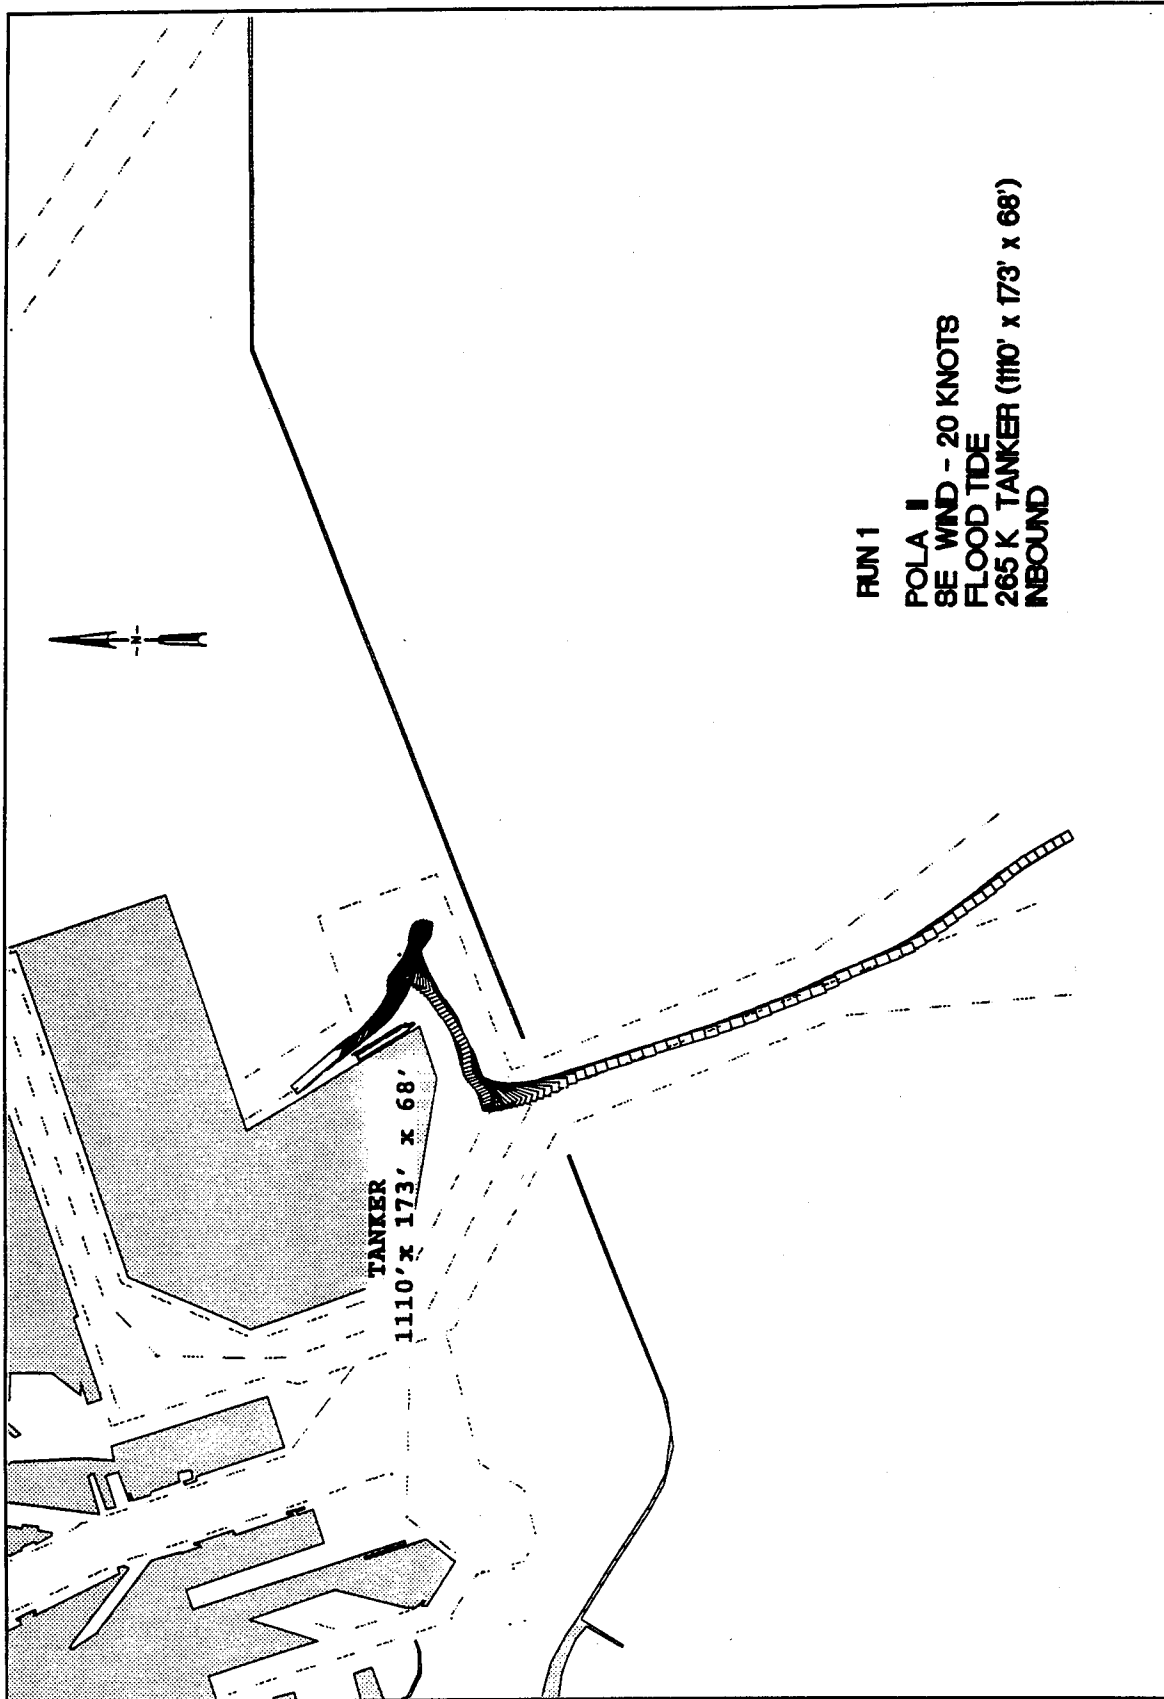 -N-
TANKER
1110' x 173' x 68'
RUN 1
POLA II
SE WIND - 20 KNOTS
FLOOD TIDE
265 K TANKER (1110' x 173' x 68')
INBOUND